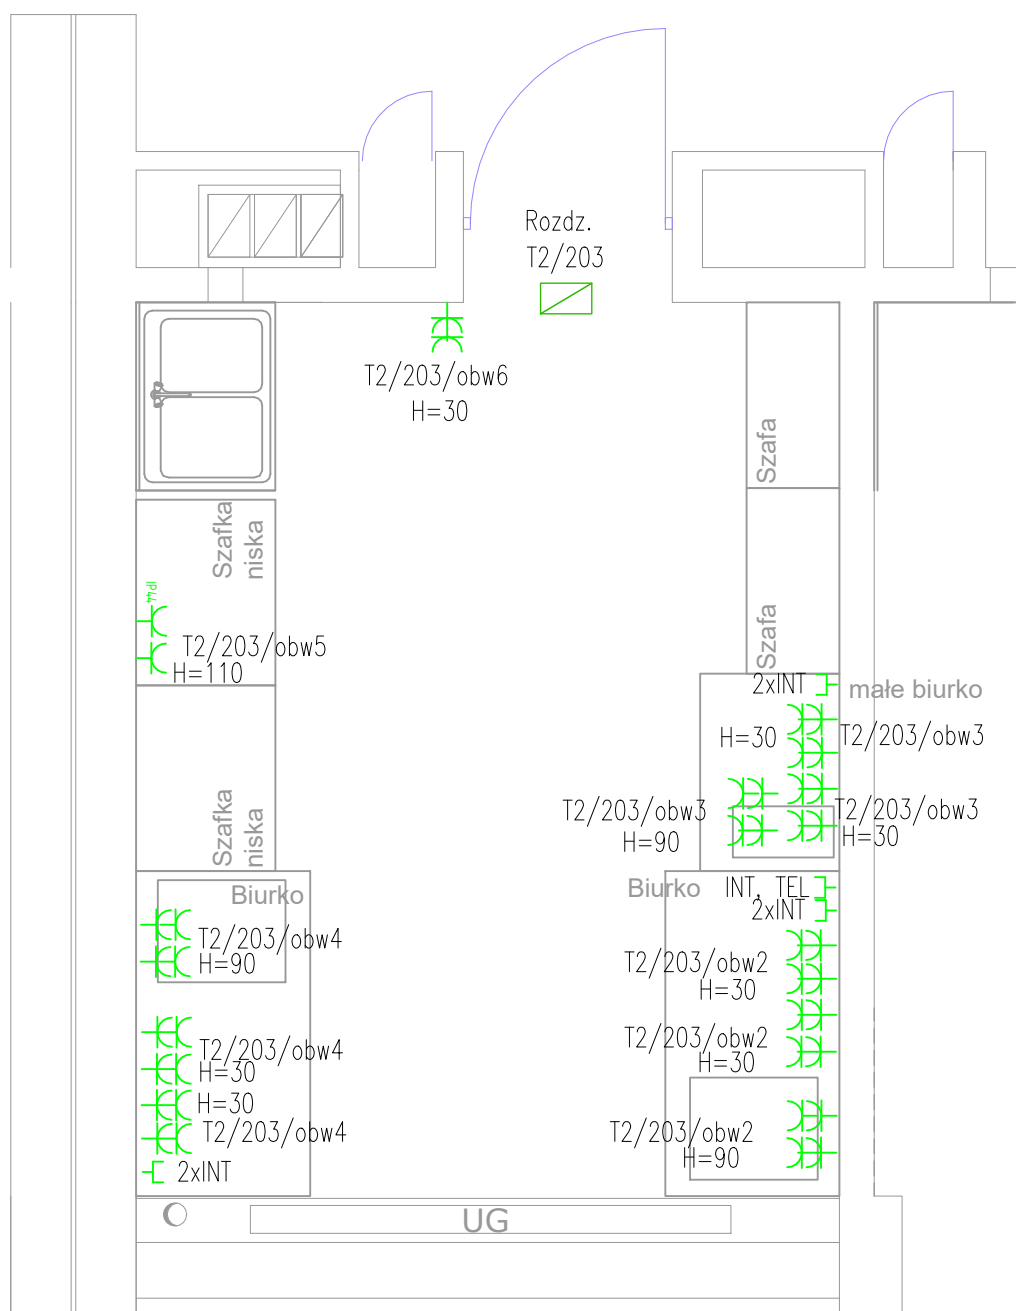 Rozdz.
T2/203
T2/203/obw6
H=30
Szafa
Szafka
niska
IP44
T2/203/obw5
H=110
Szafa
2xINT
małe biurko
H=30
T2/203/obw3
T2/203/obw3
H=90
T2/203/obw3
H=30
Szafka
niska
Biurko
Biurko
INT, TEL
2xINT
T2/203/obw4
H=90
T2/203/obw2
H=30
T2/203/obw4
H=30
T2/203/obw2
H=30
H=30
T2/203/obw4
T2/203/obw2
H=90
2xINT
UG